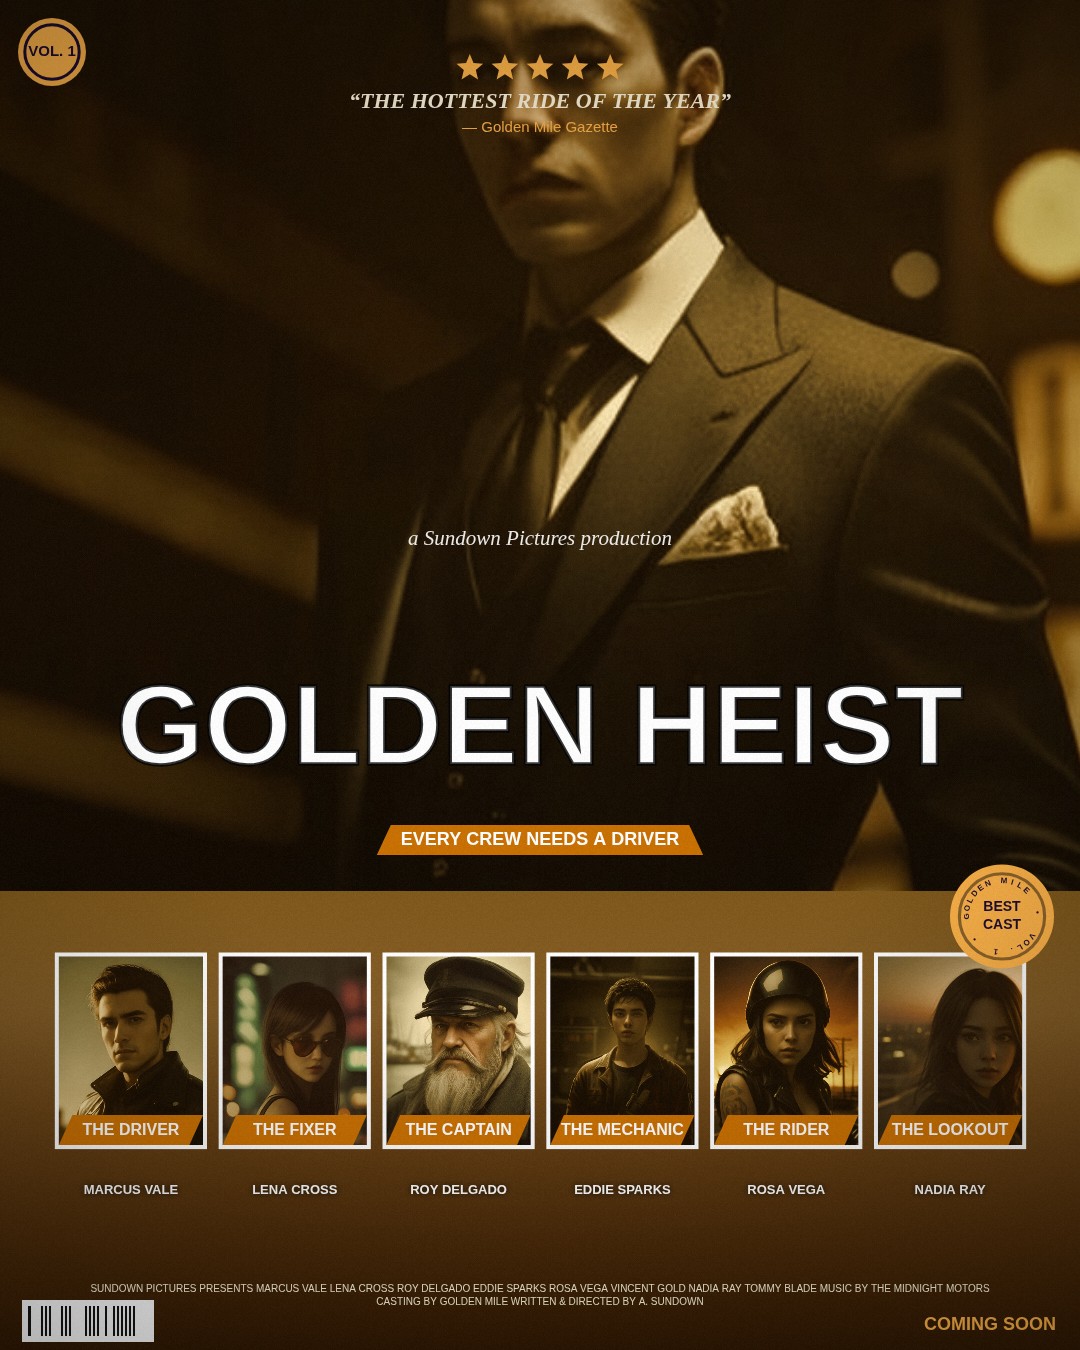 VOL. 1
“THE HOTTEST RIDE OF THE YEAR”
— Golden Mile Gazette
a Sundown Pictures production
GOLDEN HEIST
EVERY CREW NEEDS A DRIVER
GOLDEN MILE • VOL. 1 •
BEST
CAST
THE DRIVER
THE FIXER
THE CAPTAIN
THE MECHANIC
THE RIDER
THE LOOKOUT
MARCUS VALE
LENA CROSS
ROY DELGADO
EDDIE SPARKS
ROSA VEGA
NADIA RAY
SUNDOWN PICTURES PRESENTS MARCUS VALE LENA CROSS ROY DELGADO EDDIE SPARKS ROSA VEGA VINCENT GOLD NADIA RAY TOMMY BLADE MUSIC BY THE MIDNIGHT MOTORS
CASTING BY GOLDEN MILE WRITTEN & DIRECTED BY A. SUNDOWN
COMING SOON